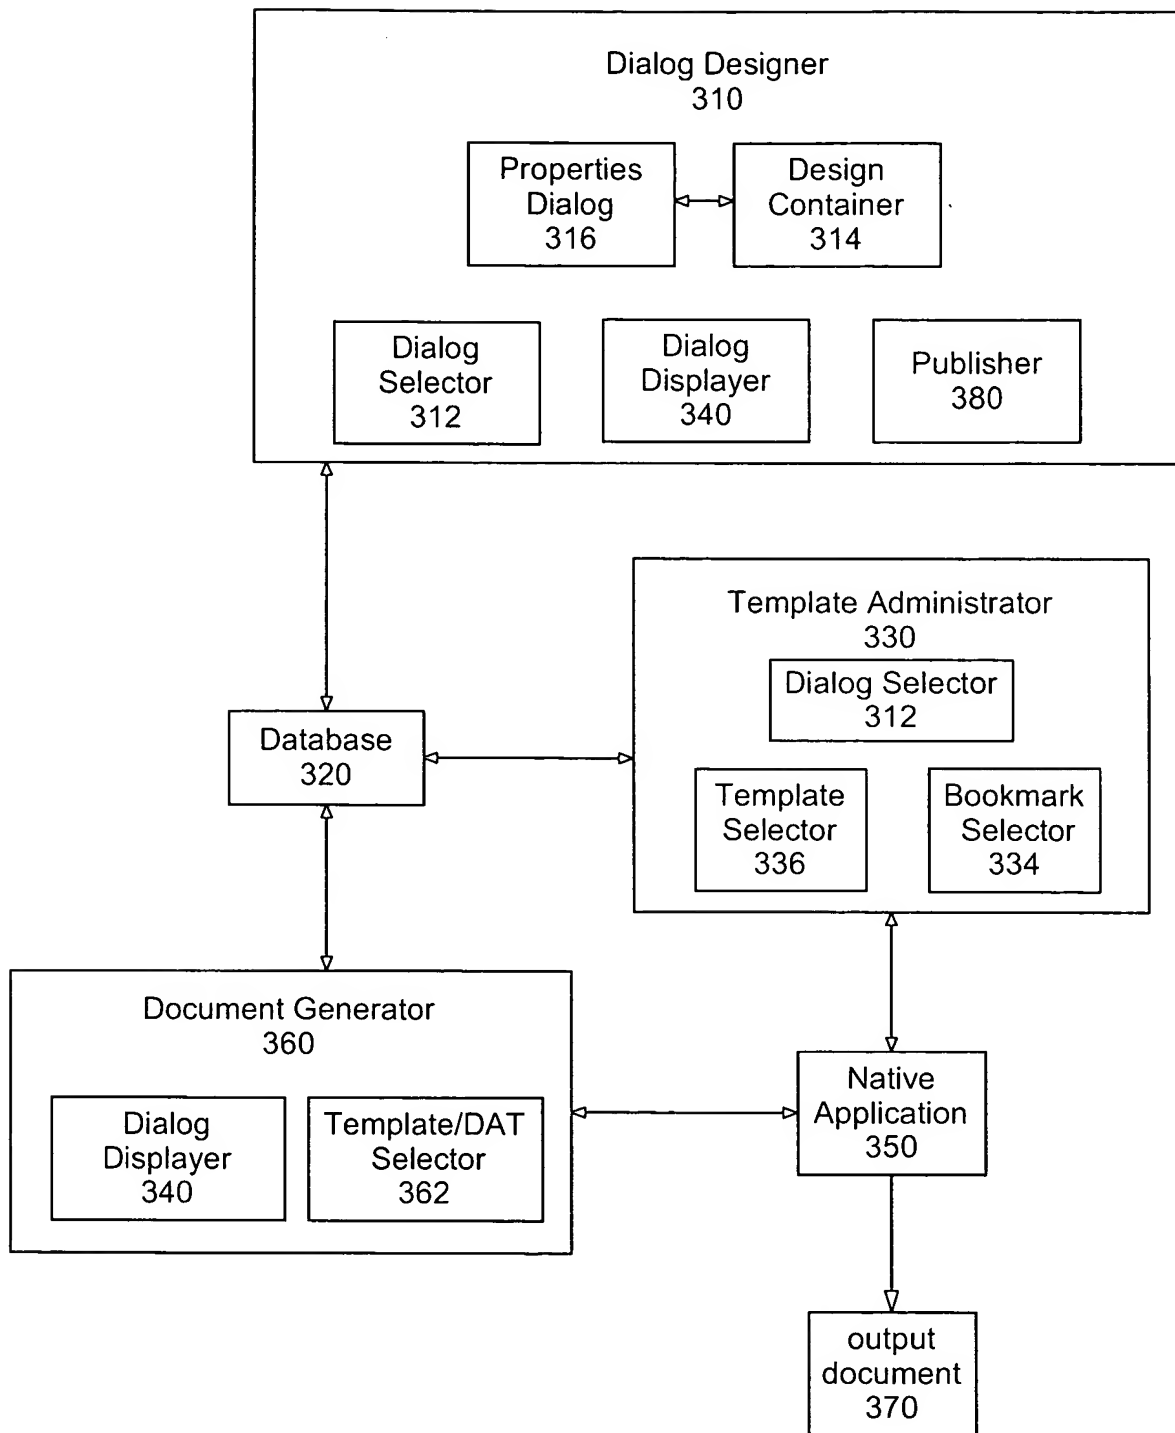 Dialog Designer
310
Properties
Dialog
316
Design
Container
314
Dialog
Selector
312
Dialog
Displayer
340
Publisher
380
Template Administrator
330
Dialog Selector
312
Database
320
Template
Selector
336
Bookmark
Selector
334
Document Generator
360
Dialog
Displayer
340
Template/DAT
Selector
362
Native
Application
350
output
document
370